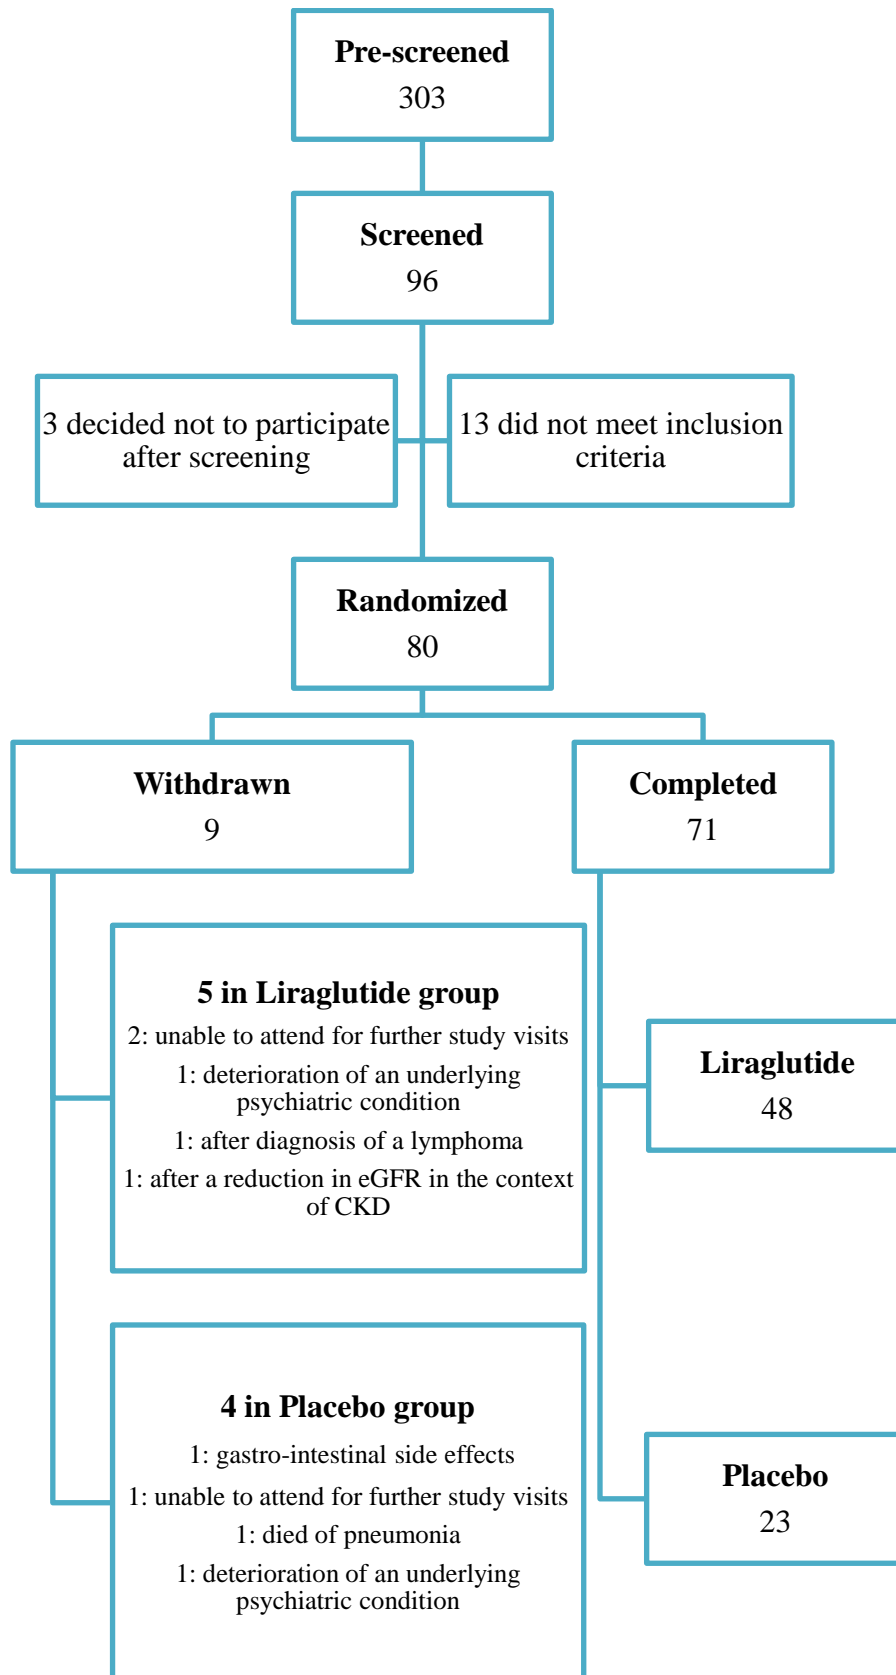 Pre-screened
303
Screened
96
3 decided not to participate
after screening
13 did not meet inclusion
criteria
Randomized
80
Withdrawn
9
Completed
71
5 in Liraglutide group
2: unable to attend for further study visits
1: deterioration of an underlying
psychiatric condition
1: after diagnosis of a lymphoma
1: after a reduction in eGFR in the context
of CKD
Liraglutide
48
4 in Placebo group
1: gastro-intestinal side effects
1: unable to attend for further study visits
1: died of pneumonia
1: deterioration of an underlying
psychiatric condition
Placebo
23